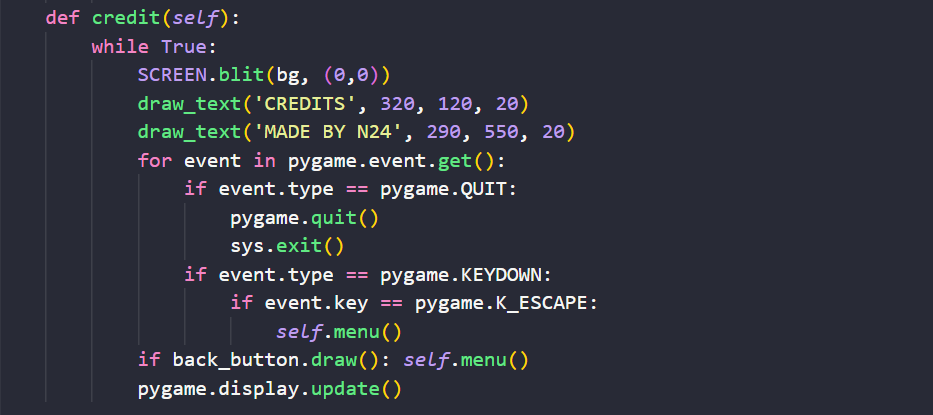 def credit(self):
while True:
SCREEN.blit(bg, (0,0))
draw_text('CREDITS', 320, 120, 20)
draw_text('MADE BY N24', 290, 550, 20)
for event in pygame.event.get():
if event.type == pygame.QUIT:
pygame.quit()
sys.exit()
if event.type == pygame.KEYDOWN:
if event.key == pygame.K_ESCAPE:
self.menu()
if back_button.draw(): self.menu()
pygame.display.update()